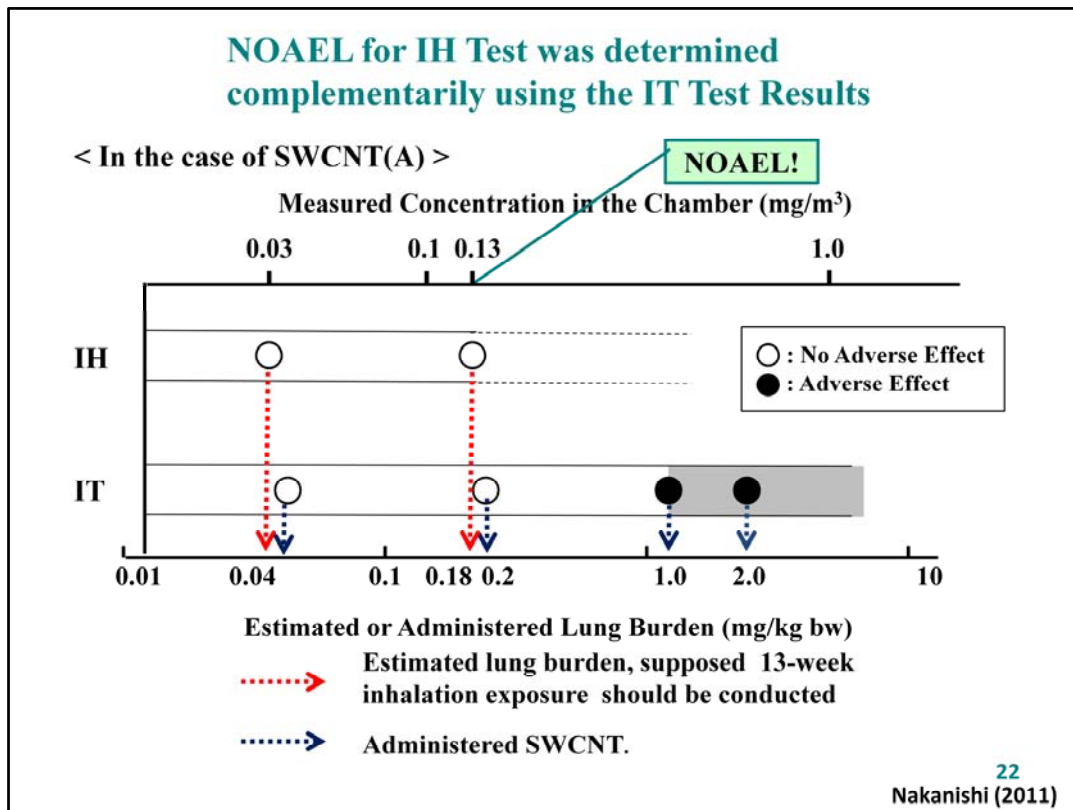 NOAEL for IH Test was determined
complementarily using the IT Test Results
< In the case of SWCNT(A) >
NOAEL!
Measured Concentration in the Chamber (mg/m³)
0.03 0.1 0.13 1.0
IH
○ : No Adverse Effect
● : Adverse Effect
IT
0.01 0.04 0.1 0.18 0.2 1.0 2.0 10
Estimated or Administered Lung Burden (mg/kg bw)
Estimated lung burden, supposed 13-week
inhalation exposure should be conducted
Administered SWCNT.
22
Nakanishi (2011)